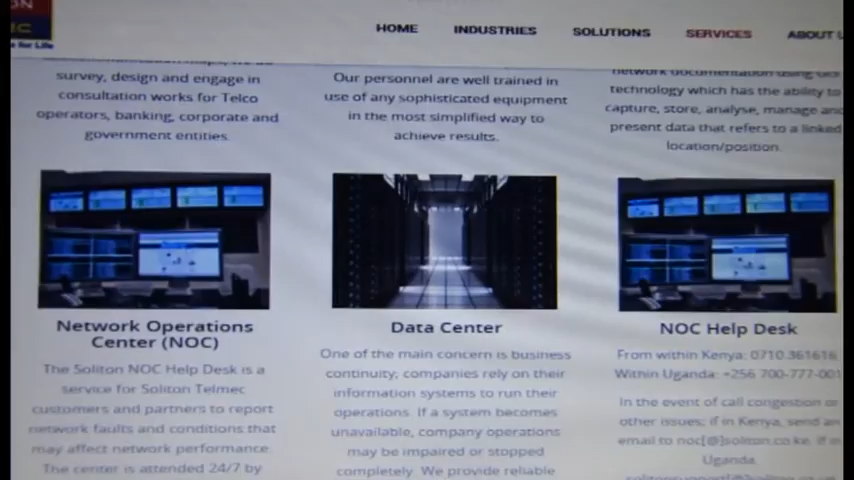 HOME INDUSTRIES SOLUTIONS SERVICES ABOUT
for Life
survey, design and engage in
consultation works for Telco
operators, banking, corporate and
government entities.
Our personnel are well trained in
use of any sophisticated equipment
in the most simplified way to
achieve results.
network documentation using
technology which has the ability to
capture, store, analyse, manage and
present data that refers to a linked
location/position.
Network Operations
Center (NOC)
The Soliton NOC Help Desk is a
service for Soliton Telmec
customers and partners to report
network faults and conditions that
may affect network performance.
The center is attended 24/7 by
Data Center
One of the main concern is business
continuity; companies rely on their
information systems to run their
operations. If a system becomes
unavailable, company operations
may be impaired or stopped
completely. We provide reliable
NOC Help Desk
From within Kenya: 0710 361616
Within Uganda: +256 700-777-001
In the event of call congestion or
other issues; if in Kenya, send an
email to noc[@]soliton.co.ke. if in
Uganda,